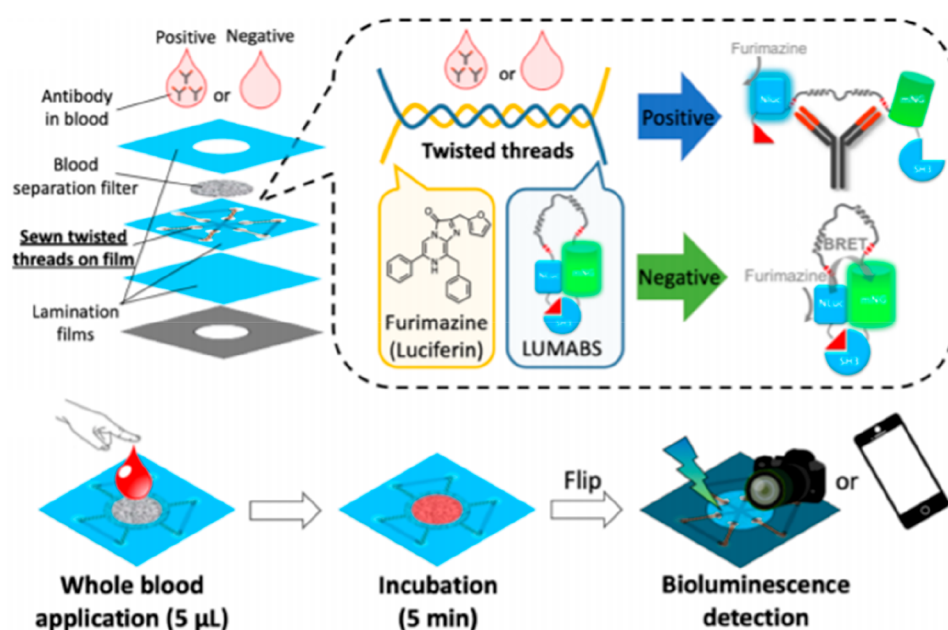 Positive Negative
or
Antibody
in blood
Blood
separation filter
Sewn twisted
threads on film
Lamination
films
or
Twisted threads
Furimazine
(Luciferin)
LUMABS
Positive
Negative
Furimazine
Nluc
mNG
SH3
BRET
Furimazine
NLuc
mNG
SH3
Whole blood
application (5 µL)
Incubation
(5 min)
Flip
or
Bioluminescence
detection